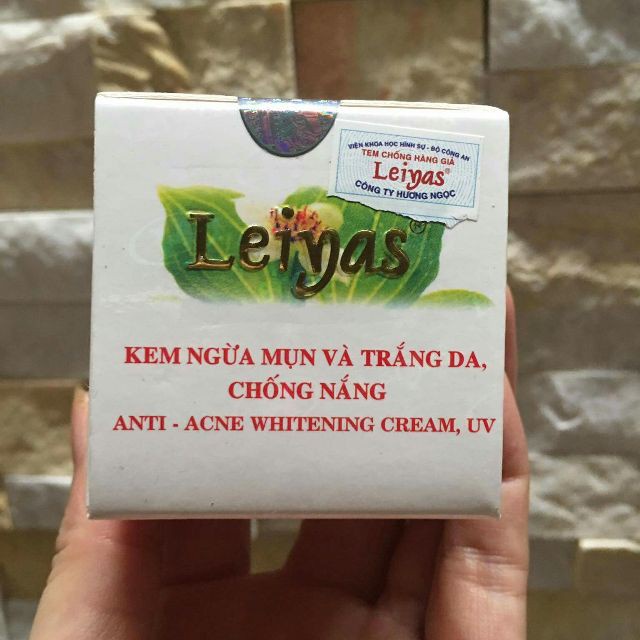 VIỆN KHOA HỌC HÌNH SỰ - BỘ CÔNG AN
TEM CHỐNG HÀNG GIẢ
Leiyas®
CÔNG TY HƯƠNG NGỌC
Leiyas®
KEM NGỪA MỤN VÀ TRẮNG DA,
CHỐNG NẮNG
ANTI - ACNE WHITENING CREAM, UV